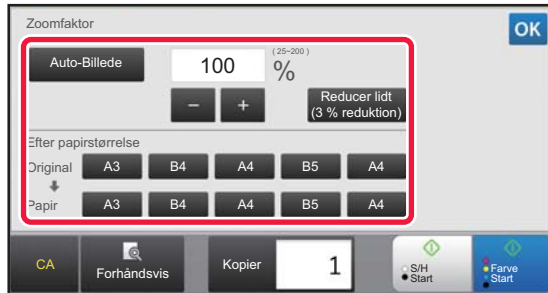 Zoomfaktor
OK
Auto-Billede
100
(25~200)
%
−
+
Reducer lidt
(3 % reduktion)
Efter papirstørrelse
Original
A3
B4
A4
B5
A4
Papir
A3
B4
A4
B5
A4
CA
Forhåndsvis
Kopier
1
S/H
Start
Farve
Start